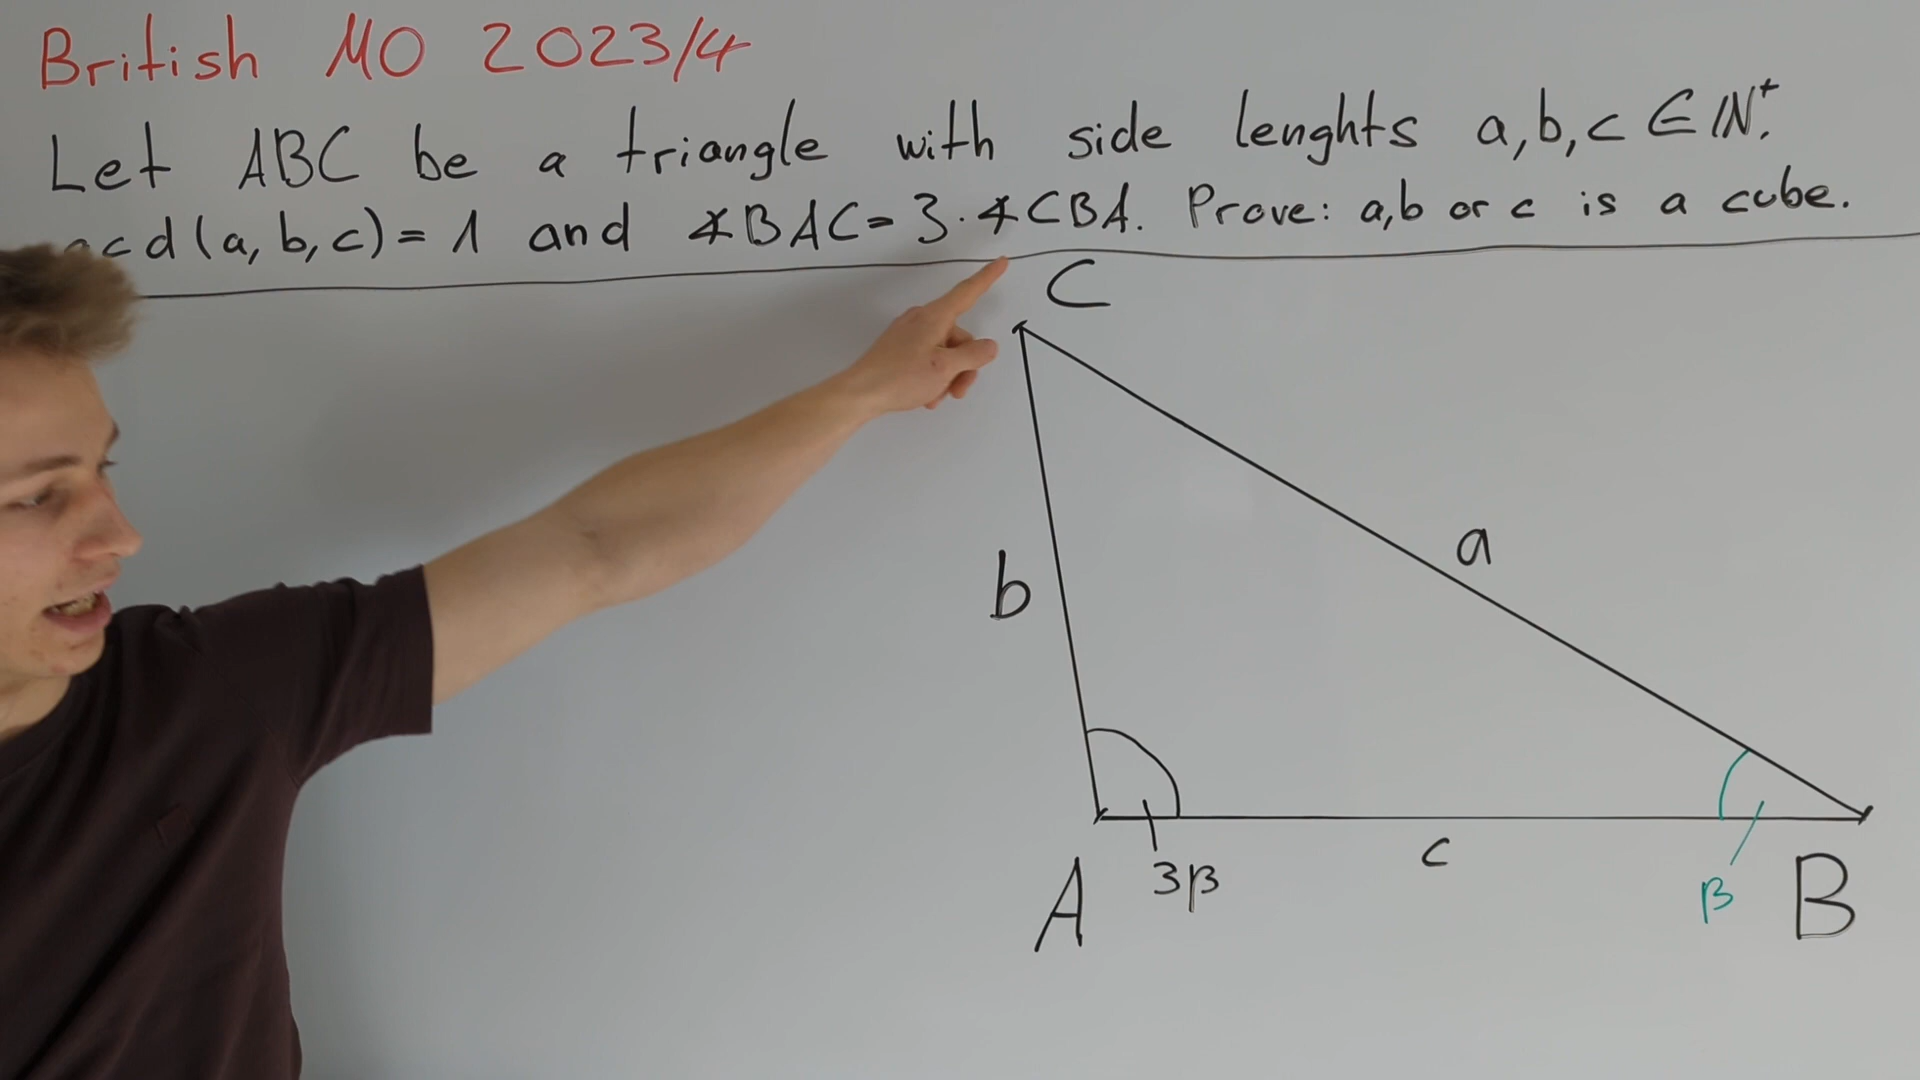 British MO 2023/4
Let ABC be a triangle with side lenghts a,b,c ∈ ℕ⁺.
gcd(a,b,c)=1 and ∢BAC=3·∢CBA. Prove: a,b or c is a cube.
C
b
a
A
3β
c
β
B